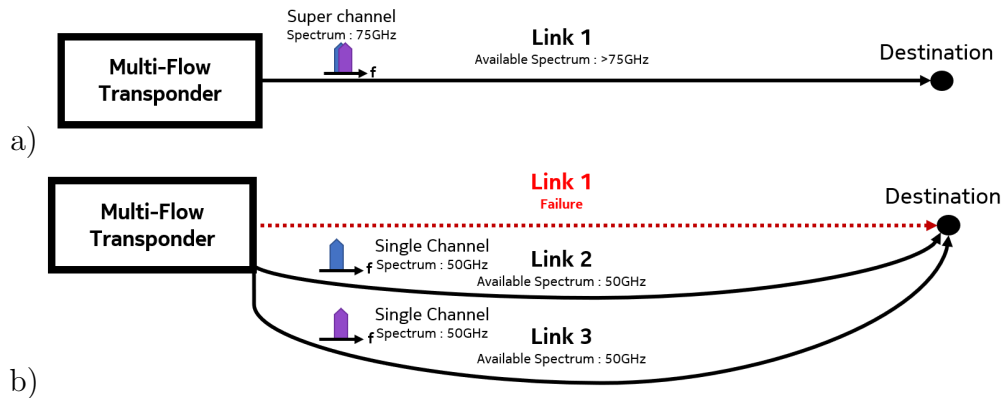 Super channel
Spectrum : 75GHz
f
Link 1
Available Spectrum : >75GHz
Destination
Multi-Flow
Transponder
a)
Link 1
Failure
Destination
Multi-Flow
Transponder
Single Channel
Spectrum : 50GHz
f
Link 2
Available Spectrum : 50GHz
Single Channel
Spectrum : 50GHz
f
Link 3
Available Spectrum : 50GHz
b)